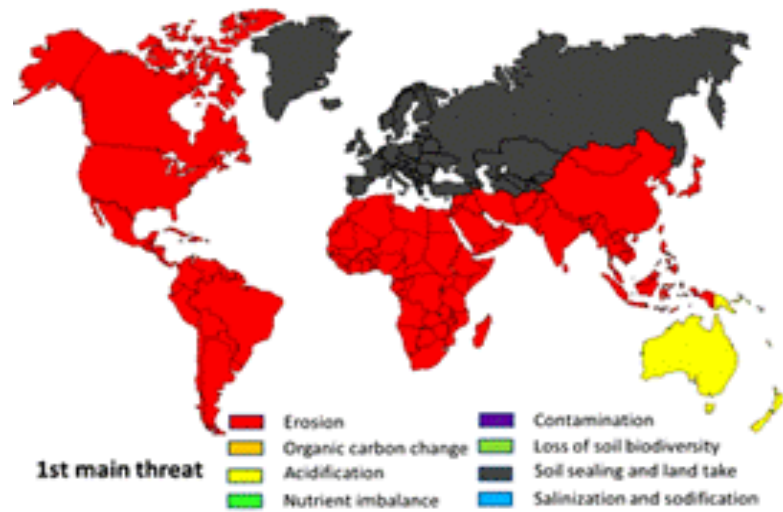 Erosion
Organic carbon change
Acidification
Nutrient imbalance
Contamination
Loss of soil biodiversity
Soil sealing and land take
Salinization and sodification
1st main threat